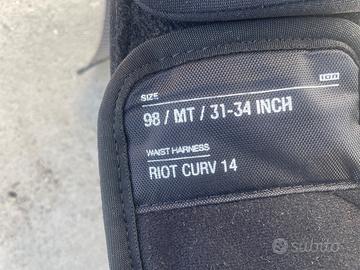 ION
SIZE
98 / MT / 31-34 INCH
WAIST HARNESS
RIOT CURV 14
subito